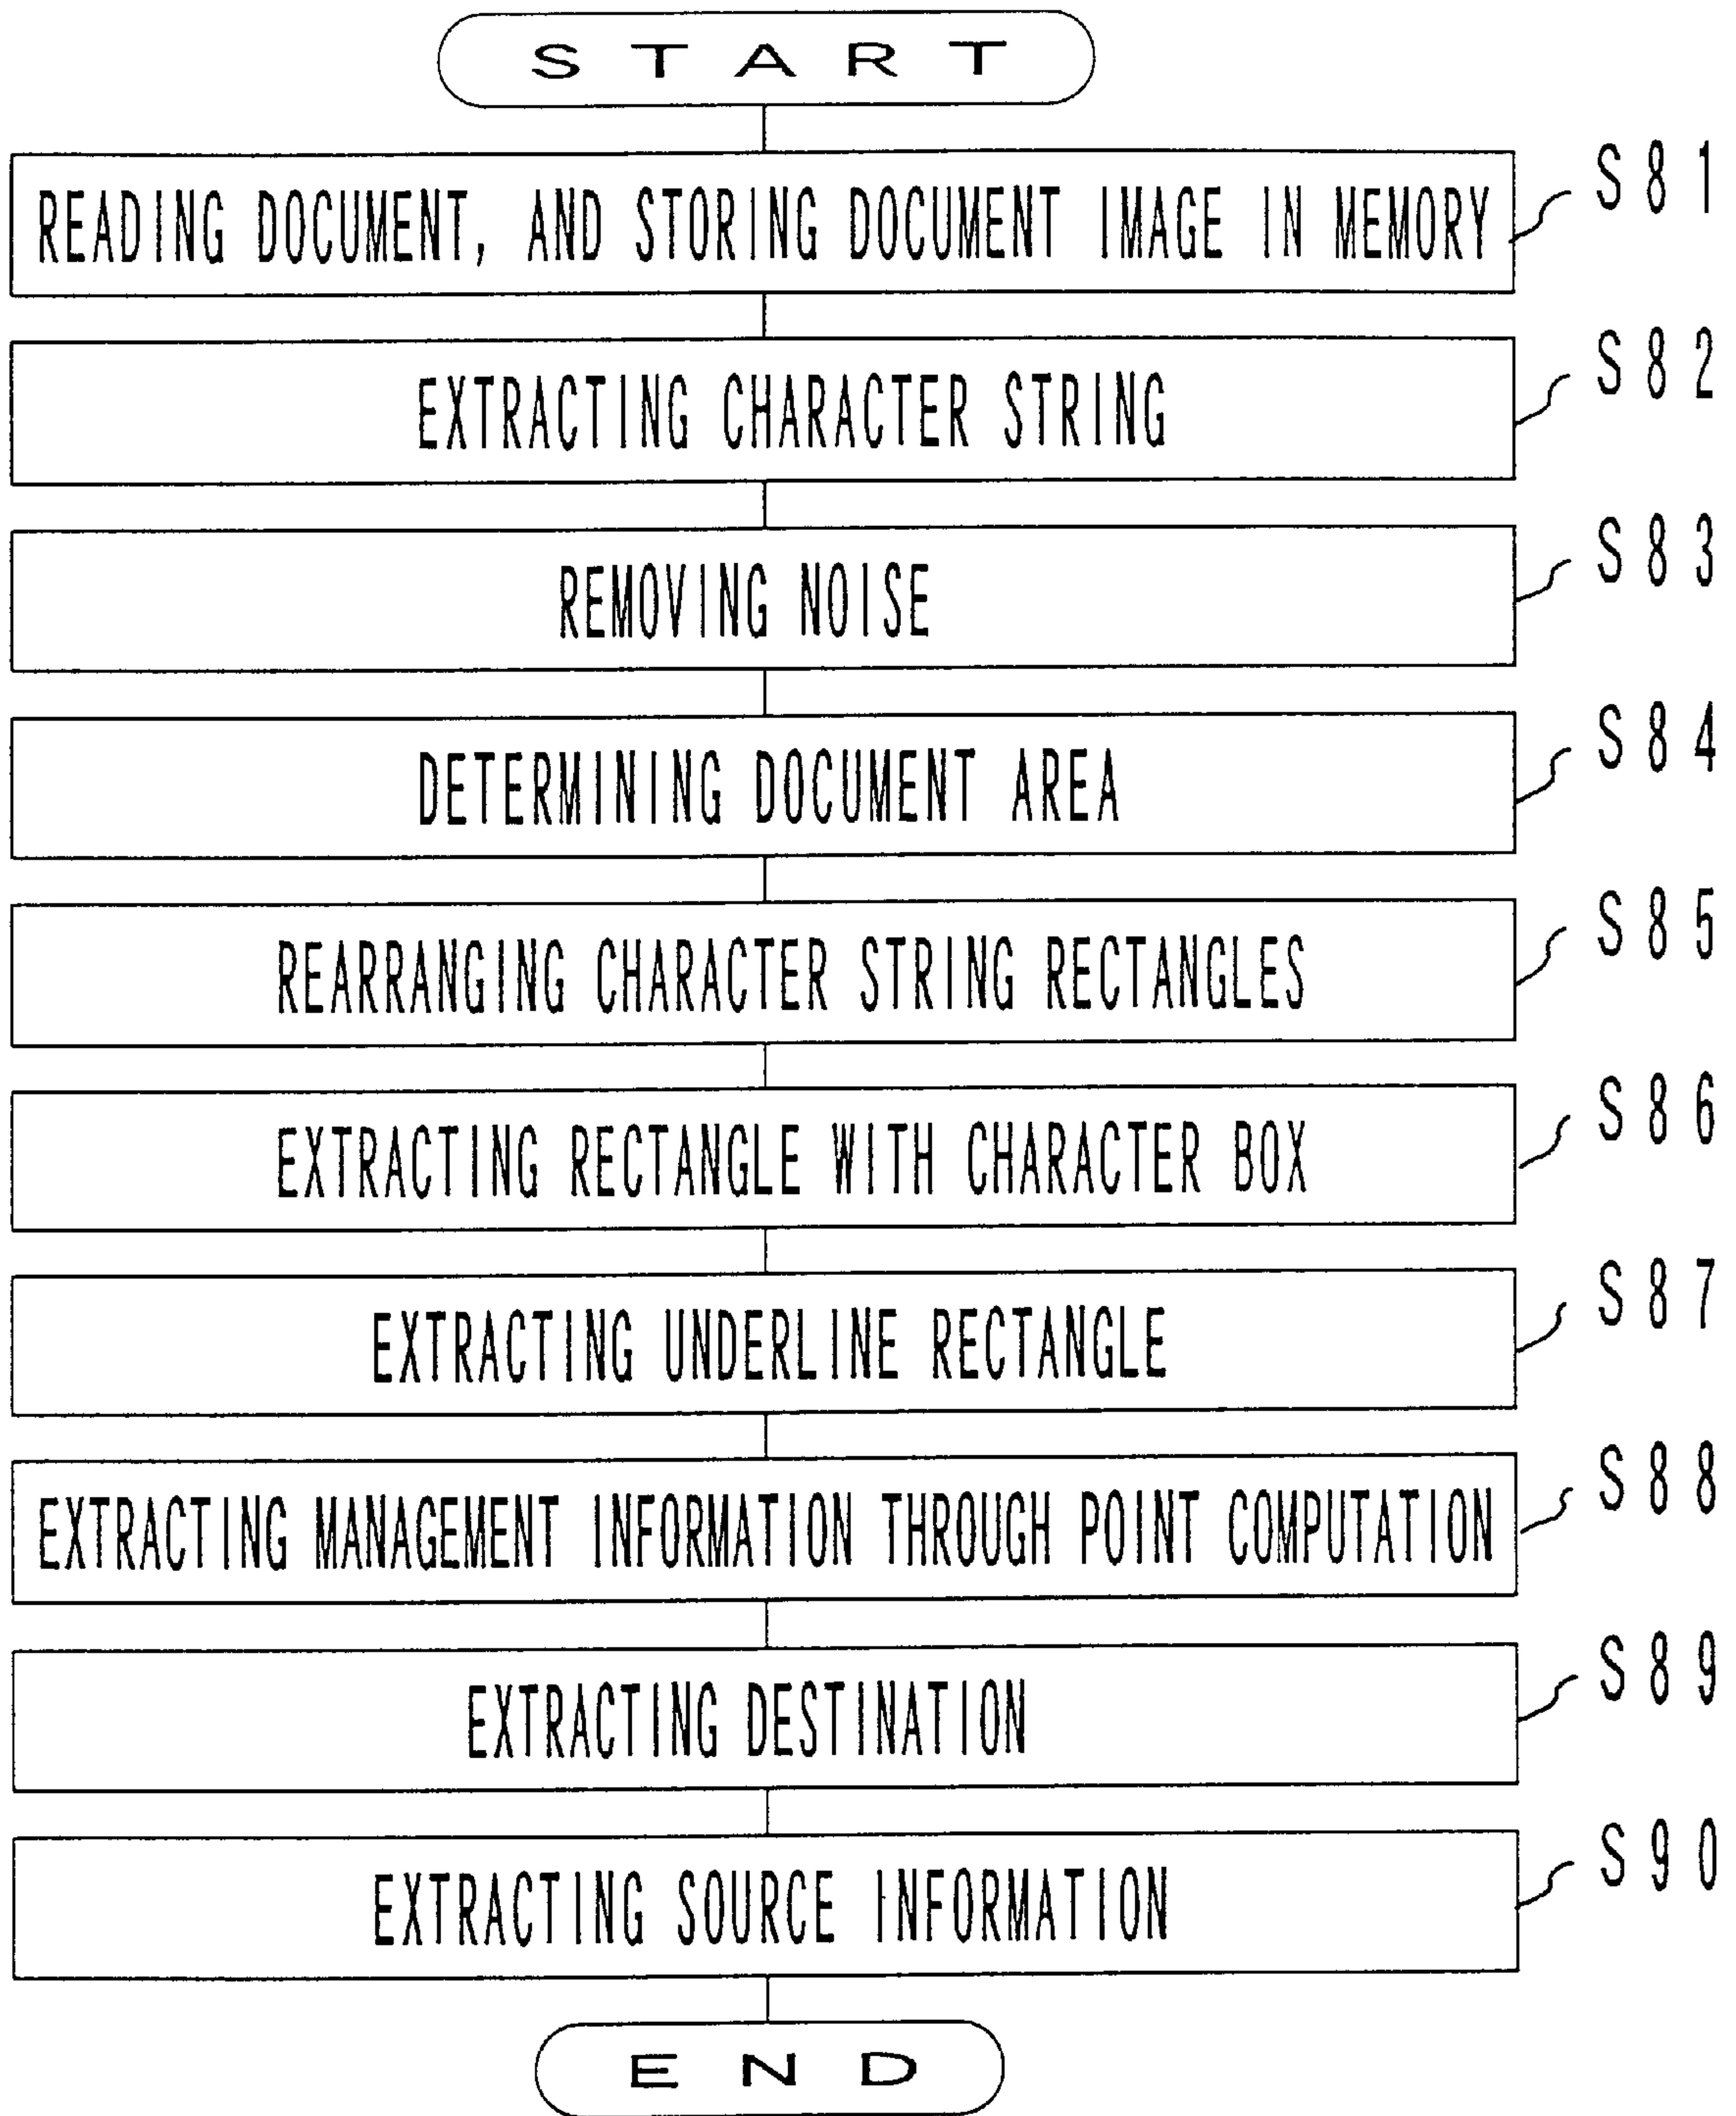 START
READING DOCUMENT, AND STORING DOCUMENT IMAGE IN MEMORY
S81
EXTRACTING CHARACTER STRING
S82
REMOVING NOISE
S83
DETERMINING DOCUMENT AREA
S84
REARRANGING CHARACTER STRING RECTANGLES
S85
EXTRACTING RECTANGLE WITH CHARACTER BOX
S86
EXTRACTING UNDERLINE RECTANGLE
S87
EXTRACTING MANAGEMENT INFORMATION THROUGH POINT COMPUTATION
S88
EXTRACTING DESTINATION
S89
EXTRACTING SOURCE INFORMATION
S90
END